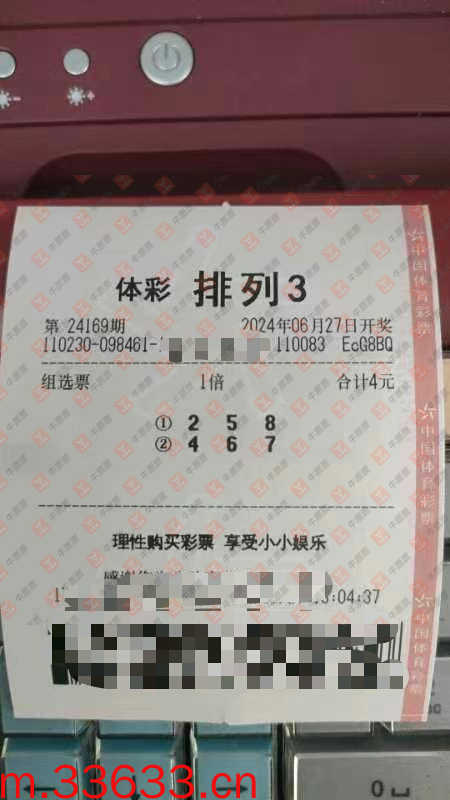 体彩 排列3
第 24169期 2024年06月27日开奖
110230-098461- 110083 EcG8BQ
组选票 1倍 合计4元
① 2 5 8
② 4 6 7
理性购买彩票 享受小小娱乐
:04:37
中国体育彩票
中国体育彩票
中国体育彩票
m.33633.cn
0